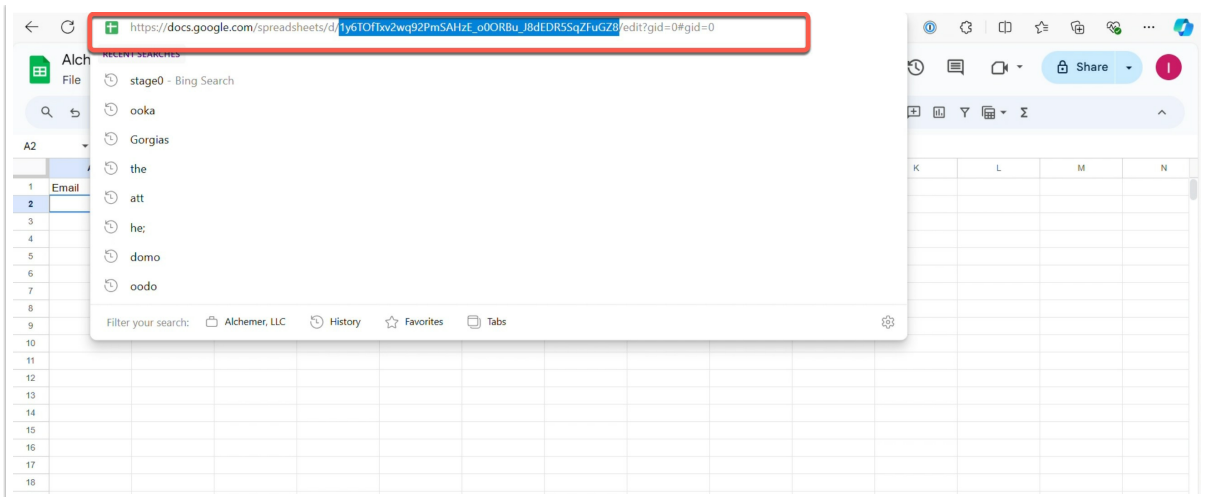 https://docs.google.com/spreadsheets/d/1y6TOfTxv2wq92PmSAHzE_o0ORBu_J8dEDR5SqZFuGZ8/edit?gid=0#gid=0
Alch
RECENT SEARCHES
File
Share
I
stage0 - Bing Search
ooka
Gorgias
the
att
he;
domo
oodo
Filter your search: Alchemer, LLC History Favorites Tabs
A2
K L M N
1 Email
2
3
4
5
6
7
8
9
10
11
12
13
14
15
16
17
18